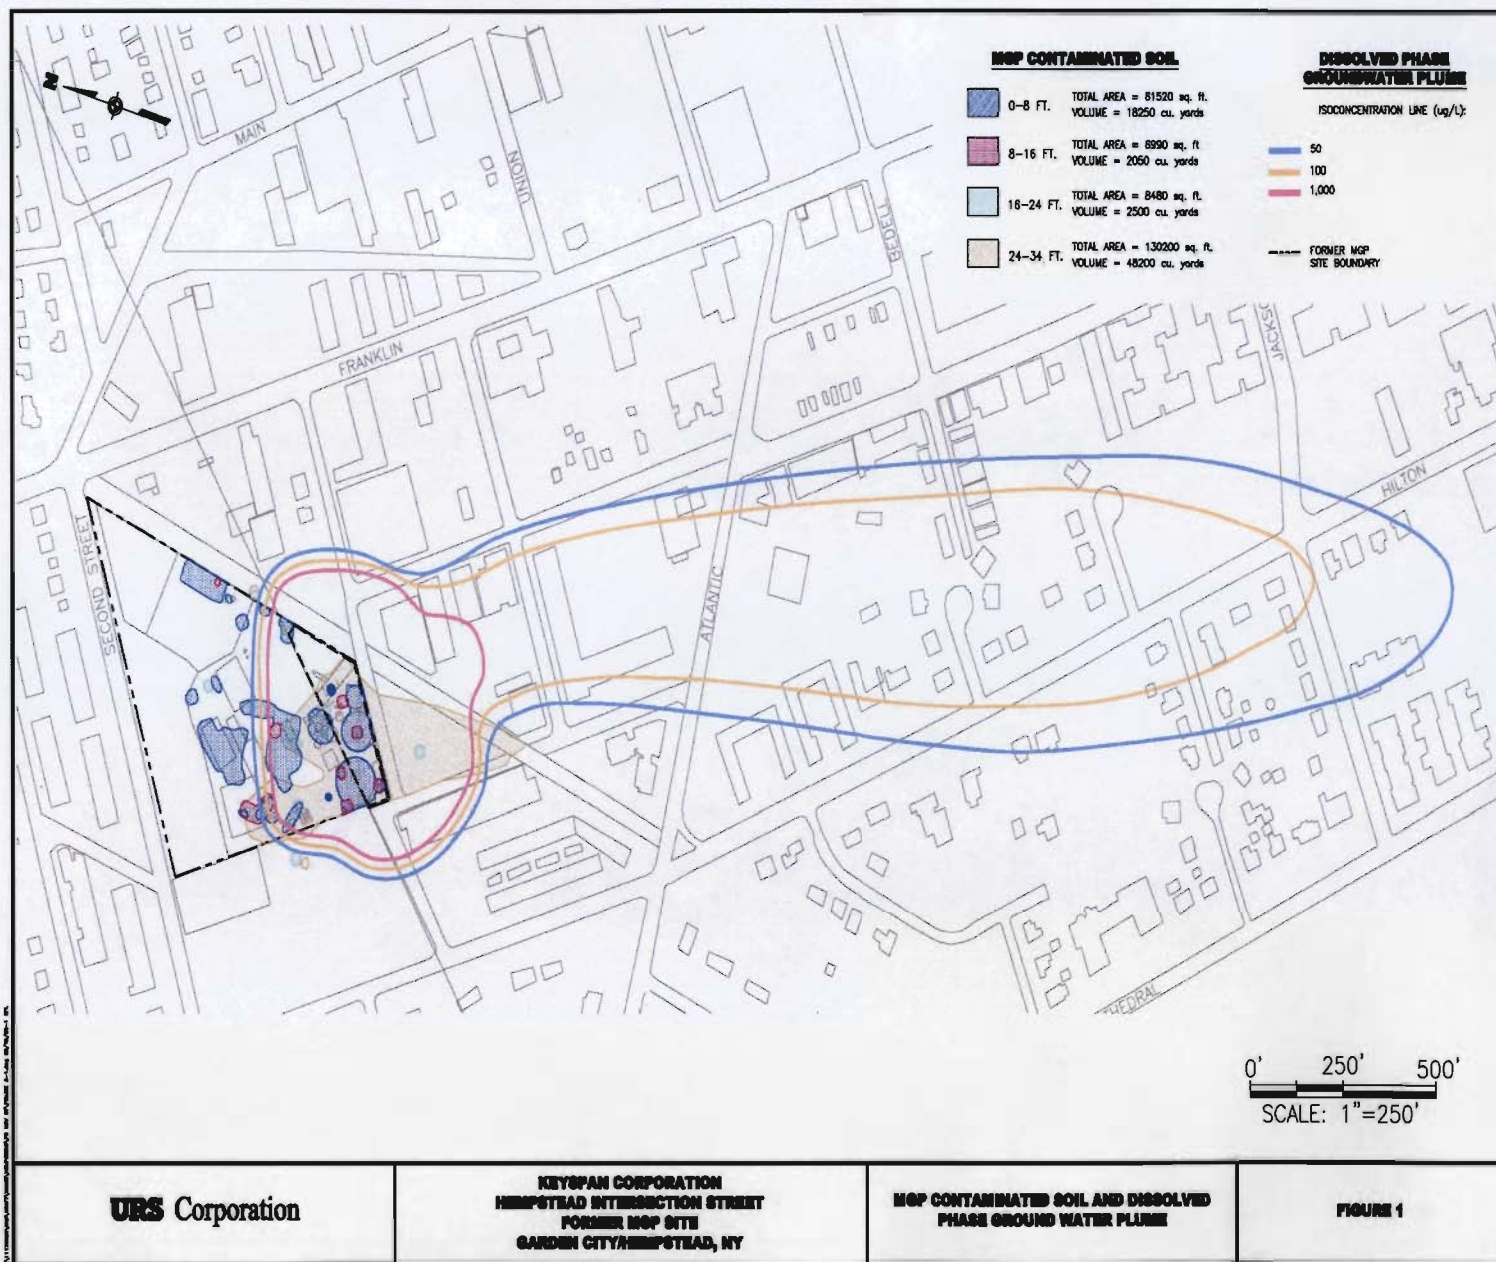 N
MAIN
UNION
BEDELL
FRANKLIN
SECOND STREET
ATLANTIC
HILTON
MGP CONTAMINATED SOIL
0-8 FT.
TOTAL AREA = 81520 sq. ft.
VOLUME = 18250 cu. yards
8-16 FT.
TOTAL AREA = 6990 sq. ft
VOLUME = 2050 cu. yards
16-24 FT.
TOTAL AREA = 8480 sq. ft.
VOLUME = 2500 cu. yards
24-34 FT.
TOTAL AREA = 130200 sq. ft.
VOLUME = 48200 cu. yards
DISSOLVED PHASE
GROUNDWATER PLUME
ISOCONCENTRATION LINE (ug/L):
50
100
1,000
FORMER MGP
SITE BOUNDARY
JACKSO
THEDRAL
0' 250' 500'
SCALE: 1"=250'
URS Corporation
KEYSPAN CORPORATION
HEMPSTEAD INTERSECTION STREET
FORMER MGP SITE
GARDEN CITY/HEMPSTEAD, NY
MGP CONTAMINATED SOIL AND DISSOLVED
PHASE GROUND WATER PLUME
FIGURE 1